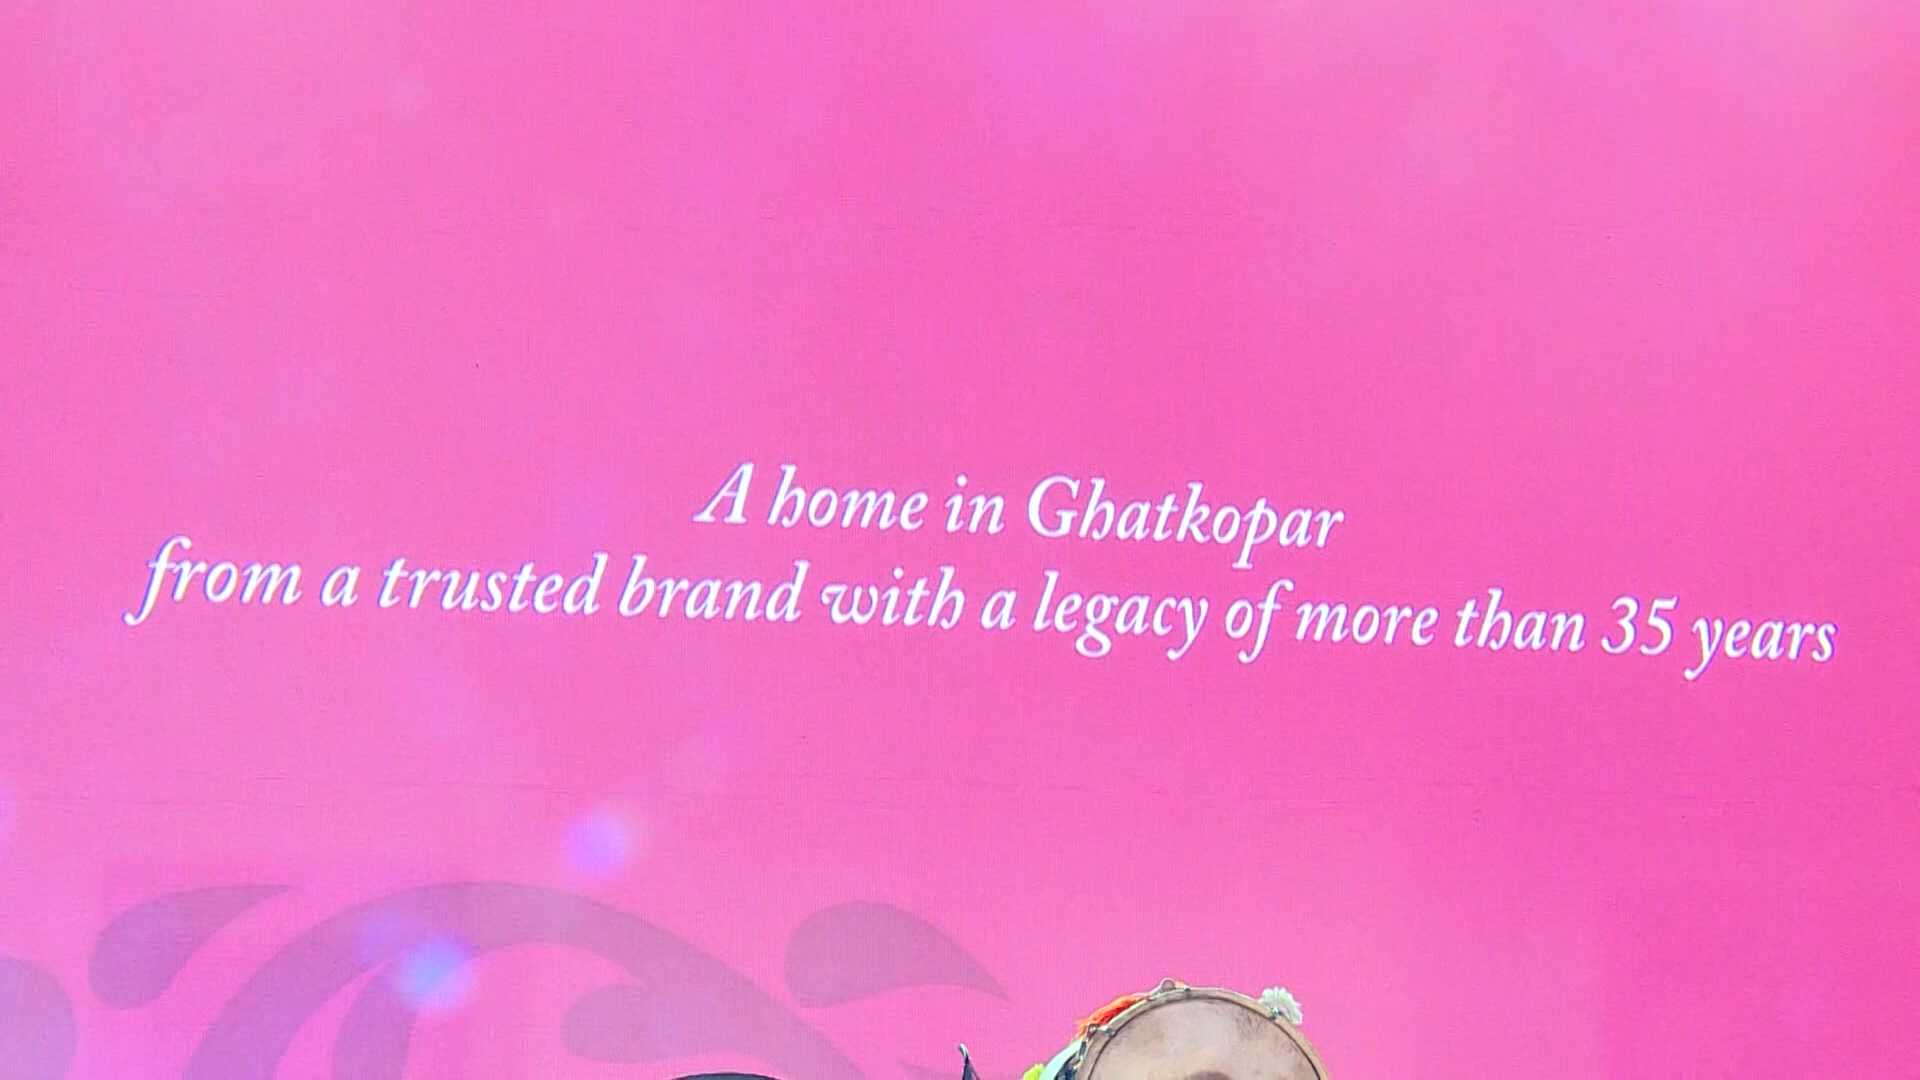 A home in Ghatkopar
from a trusted brand with a legacy of more than 35 years